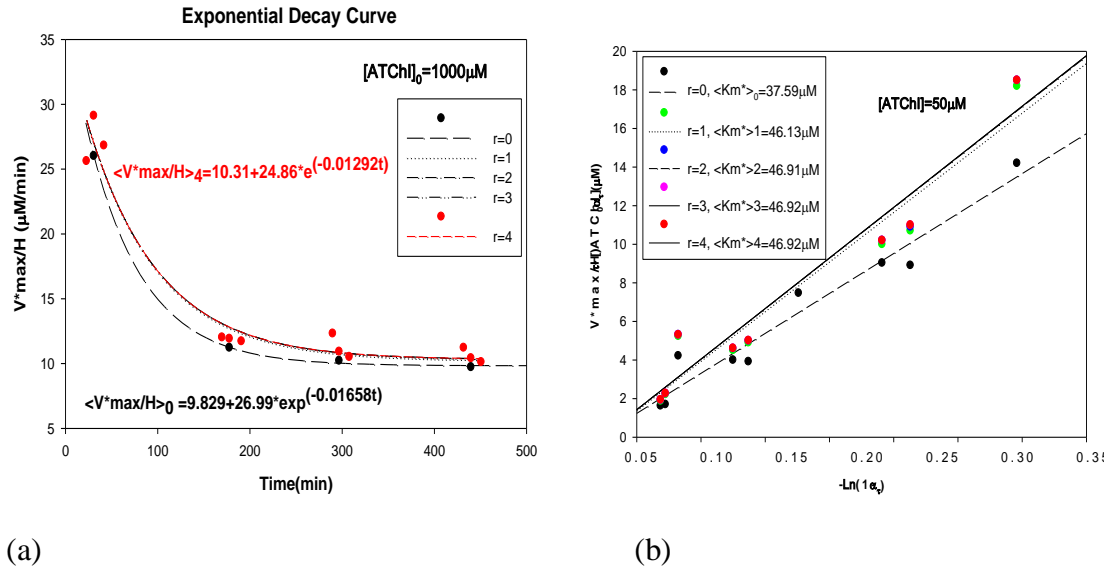 Exponential Decay Curve
35
30
25
20
15
10
5
V*max/H (μM/min)
[ATChI]0=1000μM
r=0
r=1
r=2
r=3
r=4
<V*max/H>4=10.31+24.86*e(-0.01292t)
<V*max/H>0 =9.829+26.99*exp(-0.01658t)
0 100 200 300 400 500
Time(min)
(a)
20
18
16
14
12
10
8
6
4
2
0
r=0, <Km*>0=37.59μM
r=1, <Km*>1=46.13μM
r=2, <Km*>2=46.91μM
r=3, <Km*>3=46.92μM
r=4, <Km*>4=46.92μM
[ATChI]=50μM
0.05 0.10 0.15 0.20 0.25 0.30 0.35
(b)